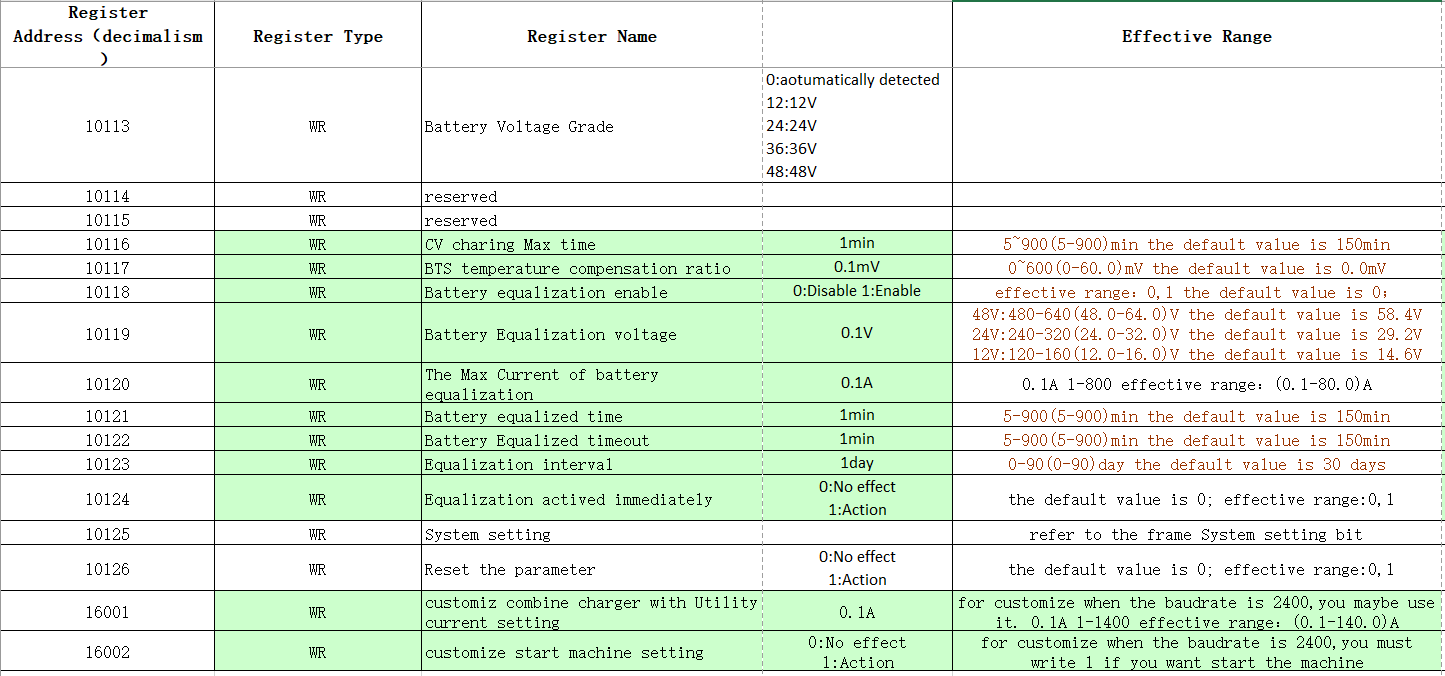 Register
Address (decimalism
)
Register Type
Register Name
Effective Range
10113
WR
Battery Voltage Grade
0:aotumatically detected
12:12V
24:24V
36:36V
48:48V
10114
WR
reserved
10115
WR
reserved
10116
WR
CV charing Max time
1min
5~900(5-900)min the default value is 150min
10117
WR
BTS temperature compensation ratio
0.1mV
0~600(0-60.0)mV the default value is 0.0mV
10118
WR
Battery equalization enable
0:Disable 1:Enable
effective range: 0,1 the default value is 0;
10119
WR
Battery Equalization voltage
0.1V
48V:480-640(48.0-64.0)V the default value is 58.4V
24V:240-320(24.0-32.0)V the default value is 29.2V
12V:120-160(12.0-16.0)V the default value is 14.6V
10120
WR
The Max Current of battery
equalization
0.1A
0.1A 1-800 effective range: (0.1-80.0)A
10121
WR
Battery equalized time
1min
5-900(5-900)min the default value is 150min
10122
WR
Battery Equalized timeout
1min
5-900(5-900)min the default value is 150min
10123
WR
Equalization interval
1day
0-90(0-90)day the default value is 30 days
10124
WR
Equalization actived immediately
0:No effect
1:Action
the default value is 0; effective range:0,1
10125
WR
System setting
refer to the frame System setting bit
10126
WR
Reset the parameter
0:No effect
1:Action
the default value is 0; effective range:0,1
16001
WR
customiz combine charger with Utility
current setting
0.1A
for customize when the baudrate is 2400,you maybe use
it. 0.1A 1-1400 effective range: (0.1-140.0)A
16002
WR
customize start machine setting
0:No effect
1:Action
for customize when the baudrate is 2400,you must
write 1 if you want start the machine